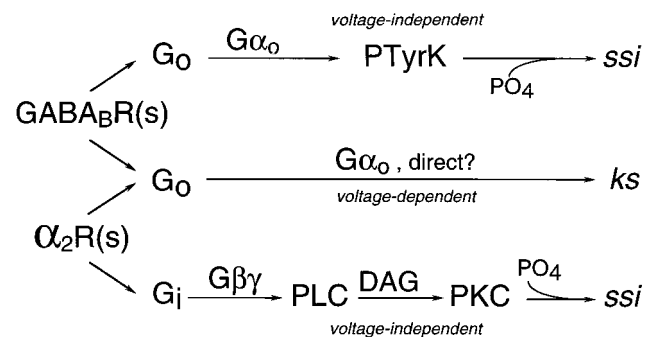 voltage-independent
Go Gαo PTyrK PO4 ssi
GABABR(s)
Go Gαo , direct? ks
voltage-dependent
α2R(s)
Gi Gβγ PLC DAG PKC PO4 ssi
voltage-independent